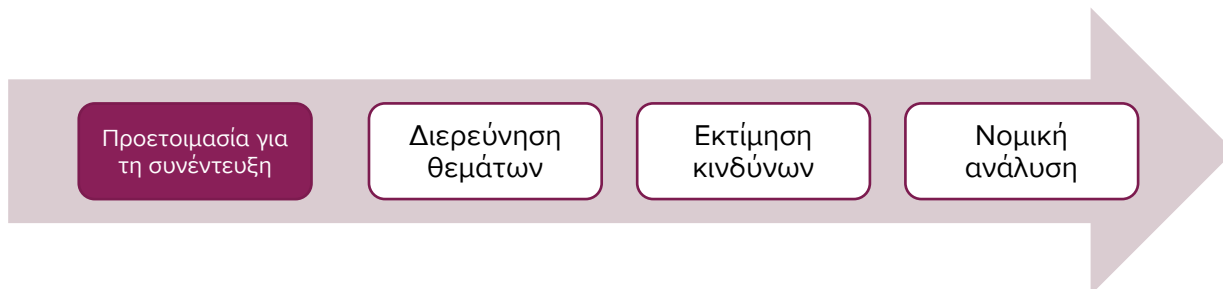 Προετοιμασία για
τη συνέντευξη
Διερεύνηση
θεμάτων
Εκτίμηση
κινδύνων
Νομική
ανάλυση